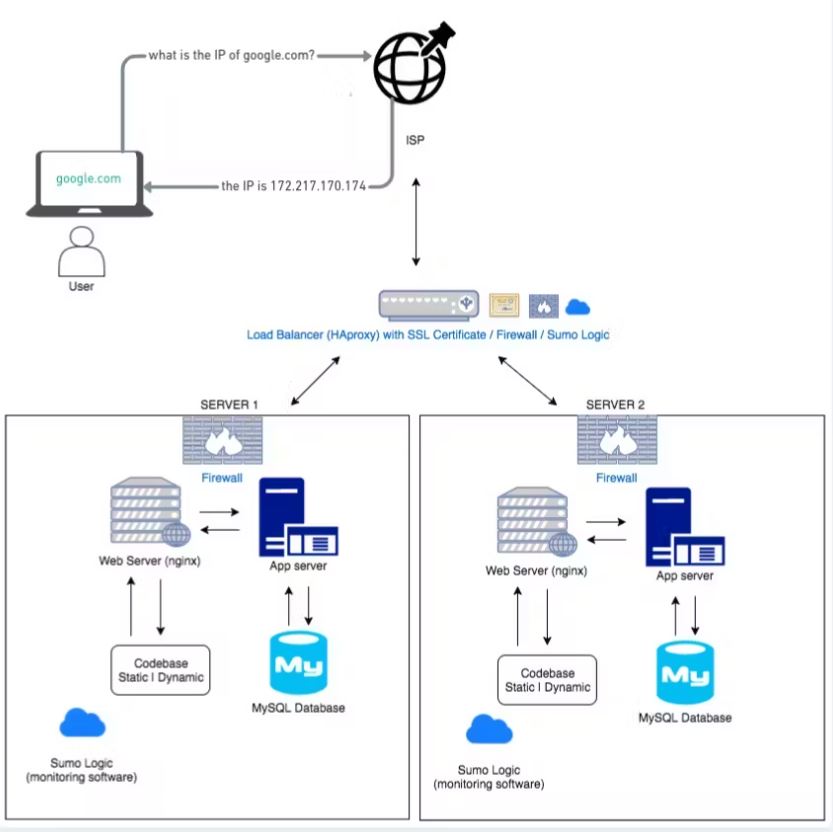 what is the IP of google.com?
ISP
google.com
the IP is 172.217.170.174
User
Load Balancer (HAproxy) with SSL Certificate / Firewall / Sumo Logic
SERVER 1
Firewall
Web Server (nginx)
App server
Codebase
Static | Dynamic
My
MySQL Database
Sumo Logic
(monitoring software)
SERVER 2
Firewall
Web Server (nginx)
App server
Codebase
Static | Dynamic
My
MySQL Database
Sumo Logic
(monitoring software)